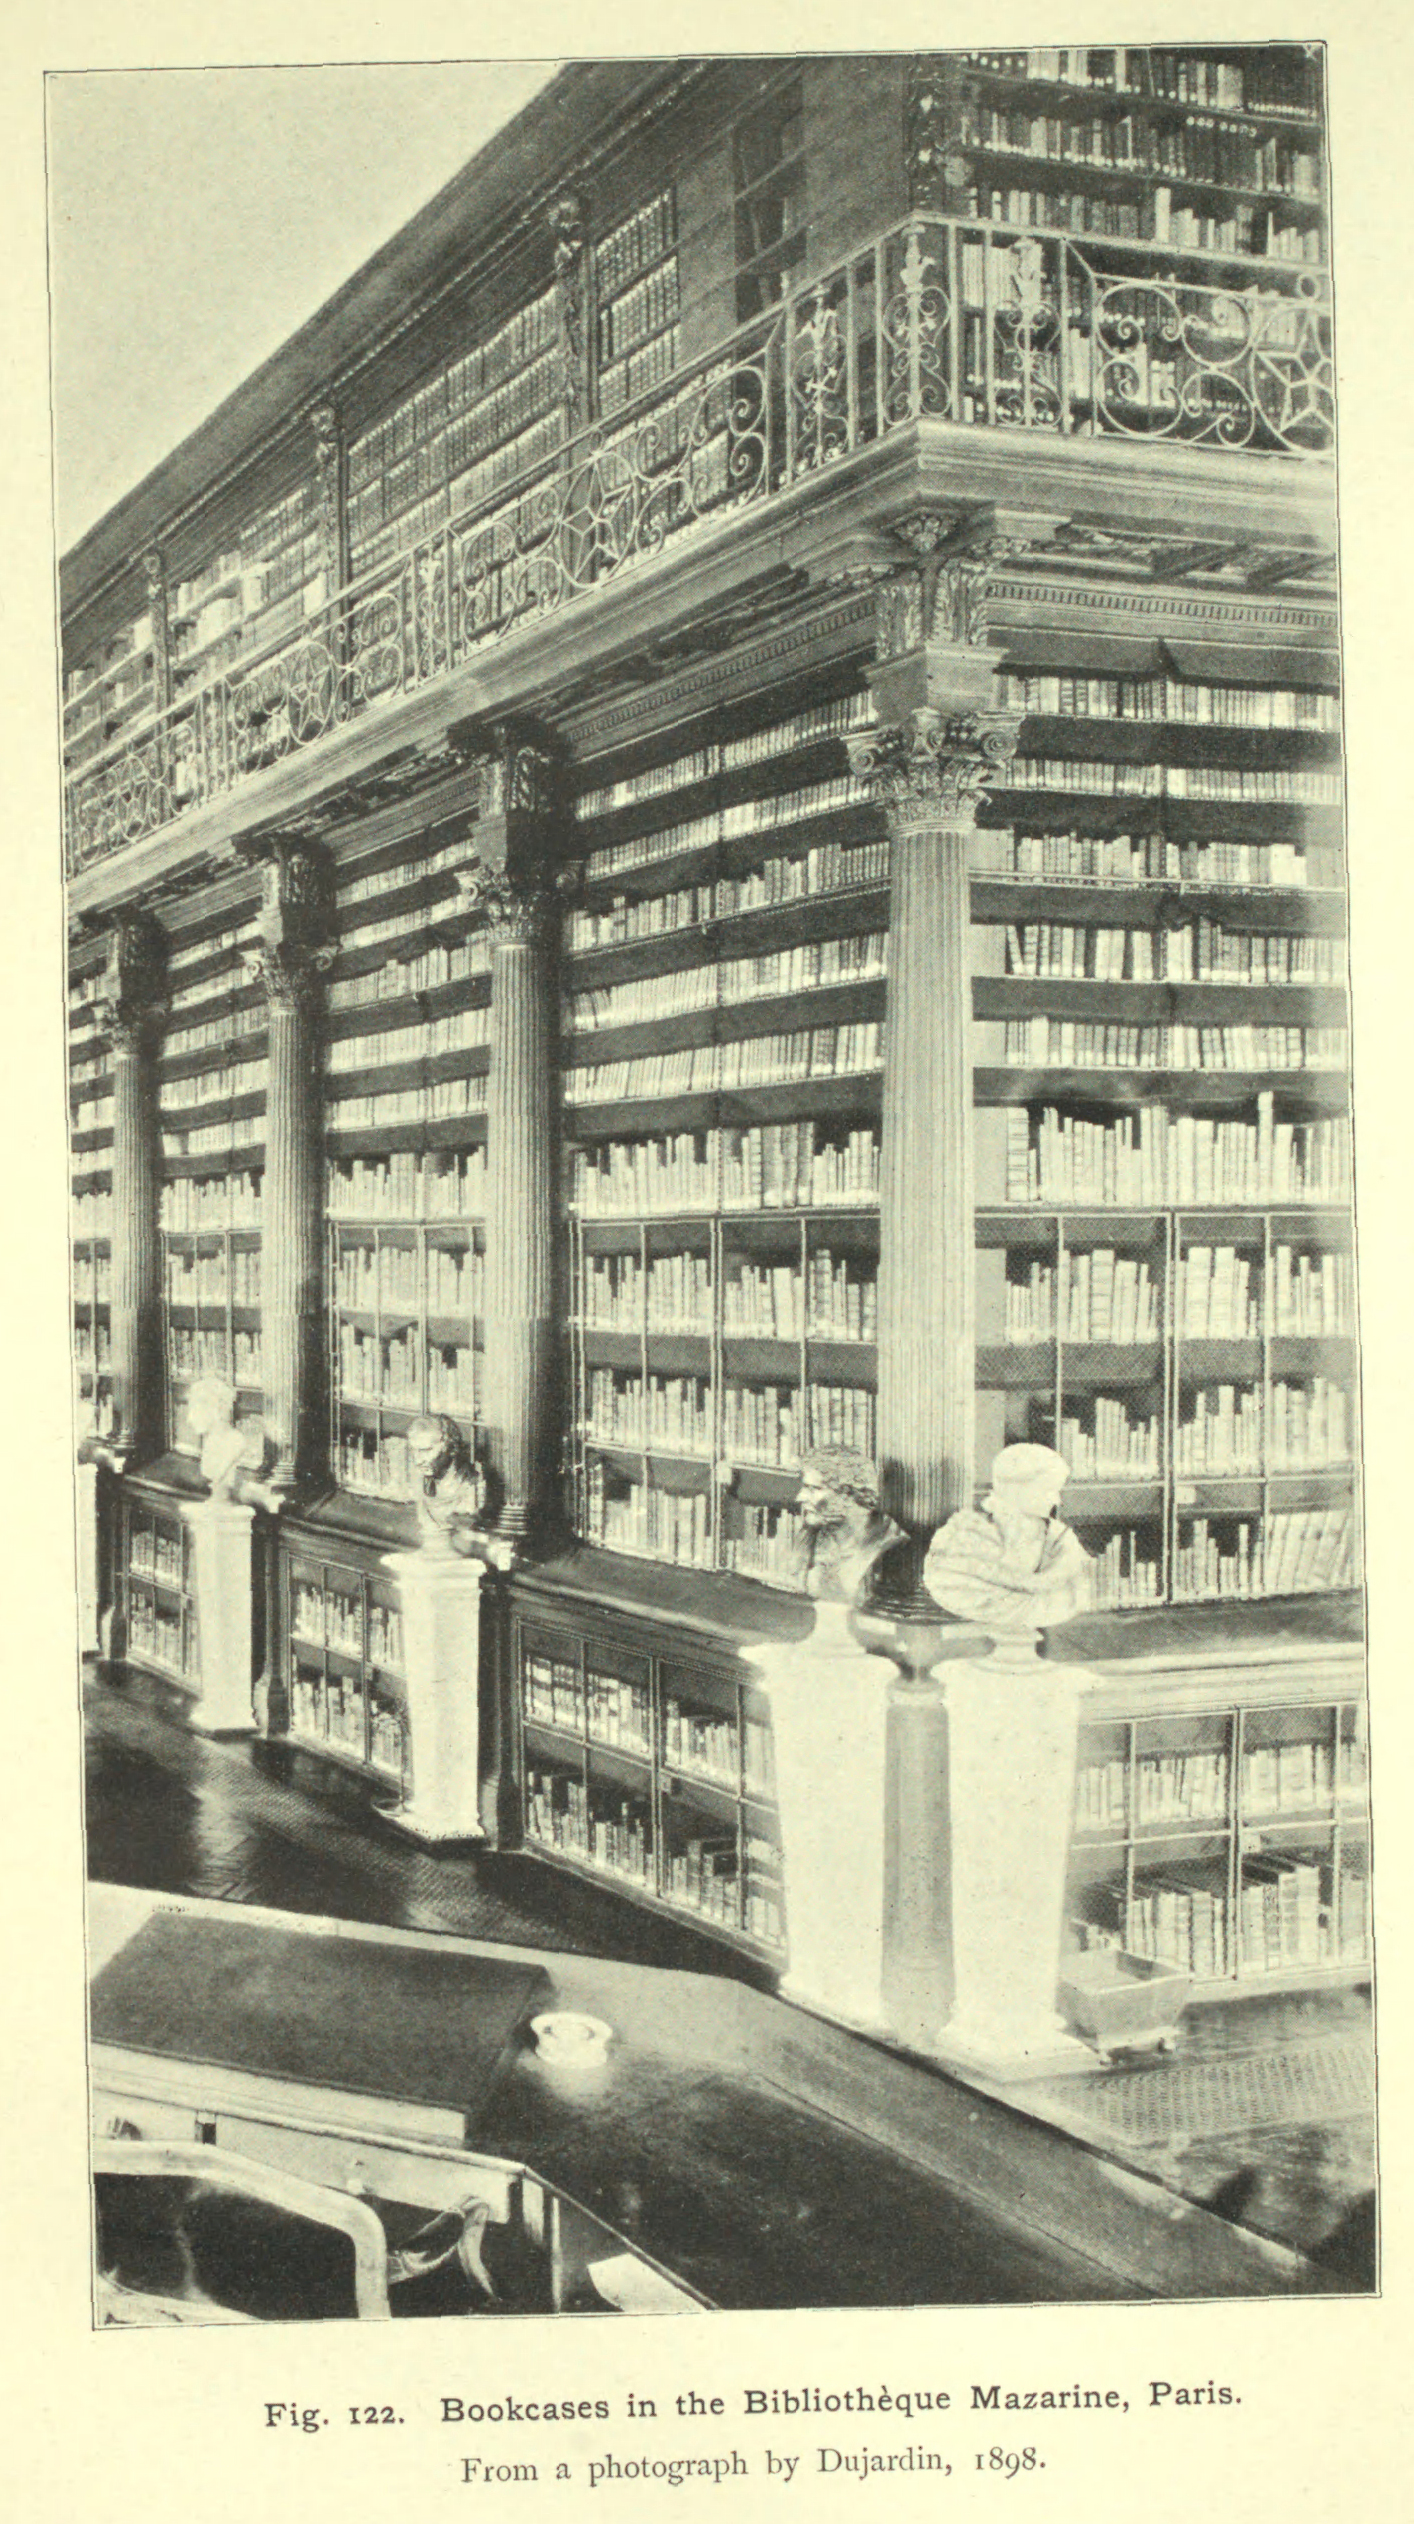 Fig. 122. Bookcases in the Bibliothèque Mazarine, Paris.
From a photograph by Dujardin, 1898.